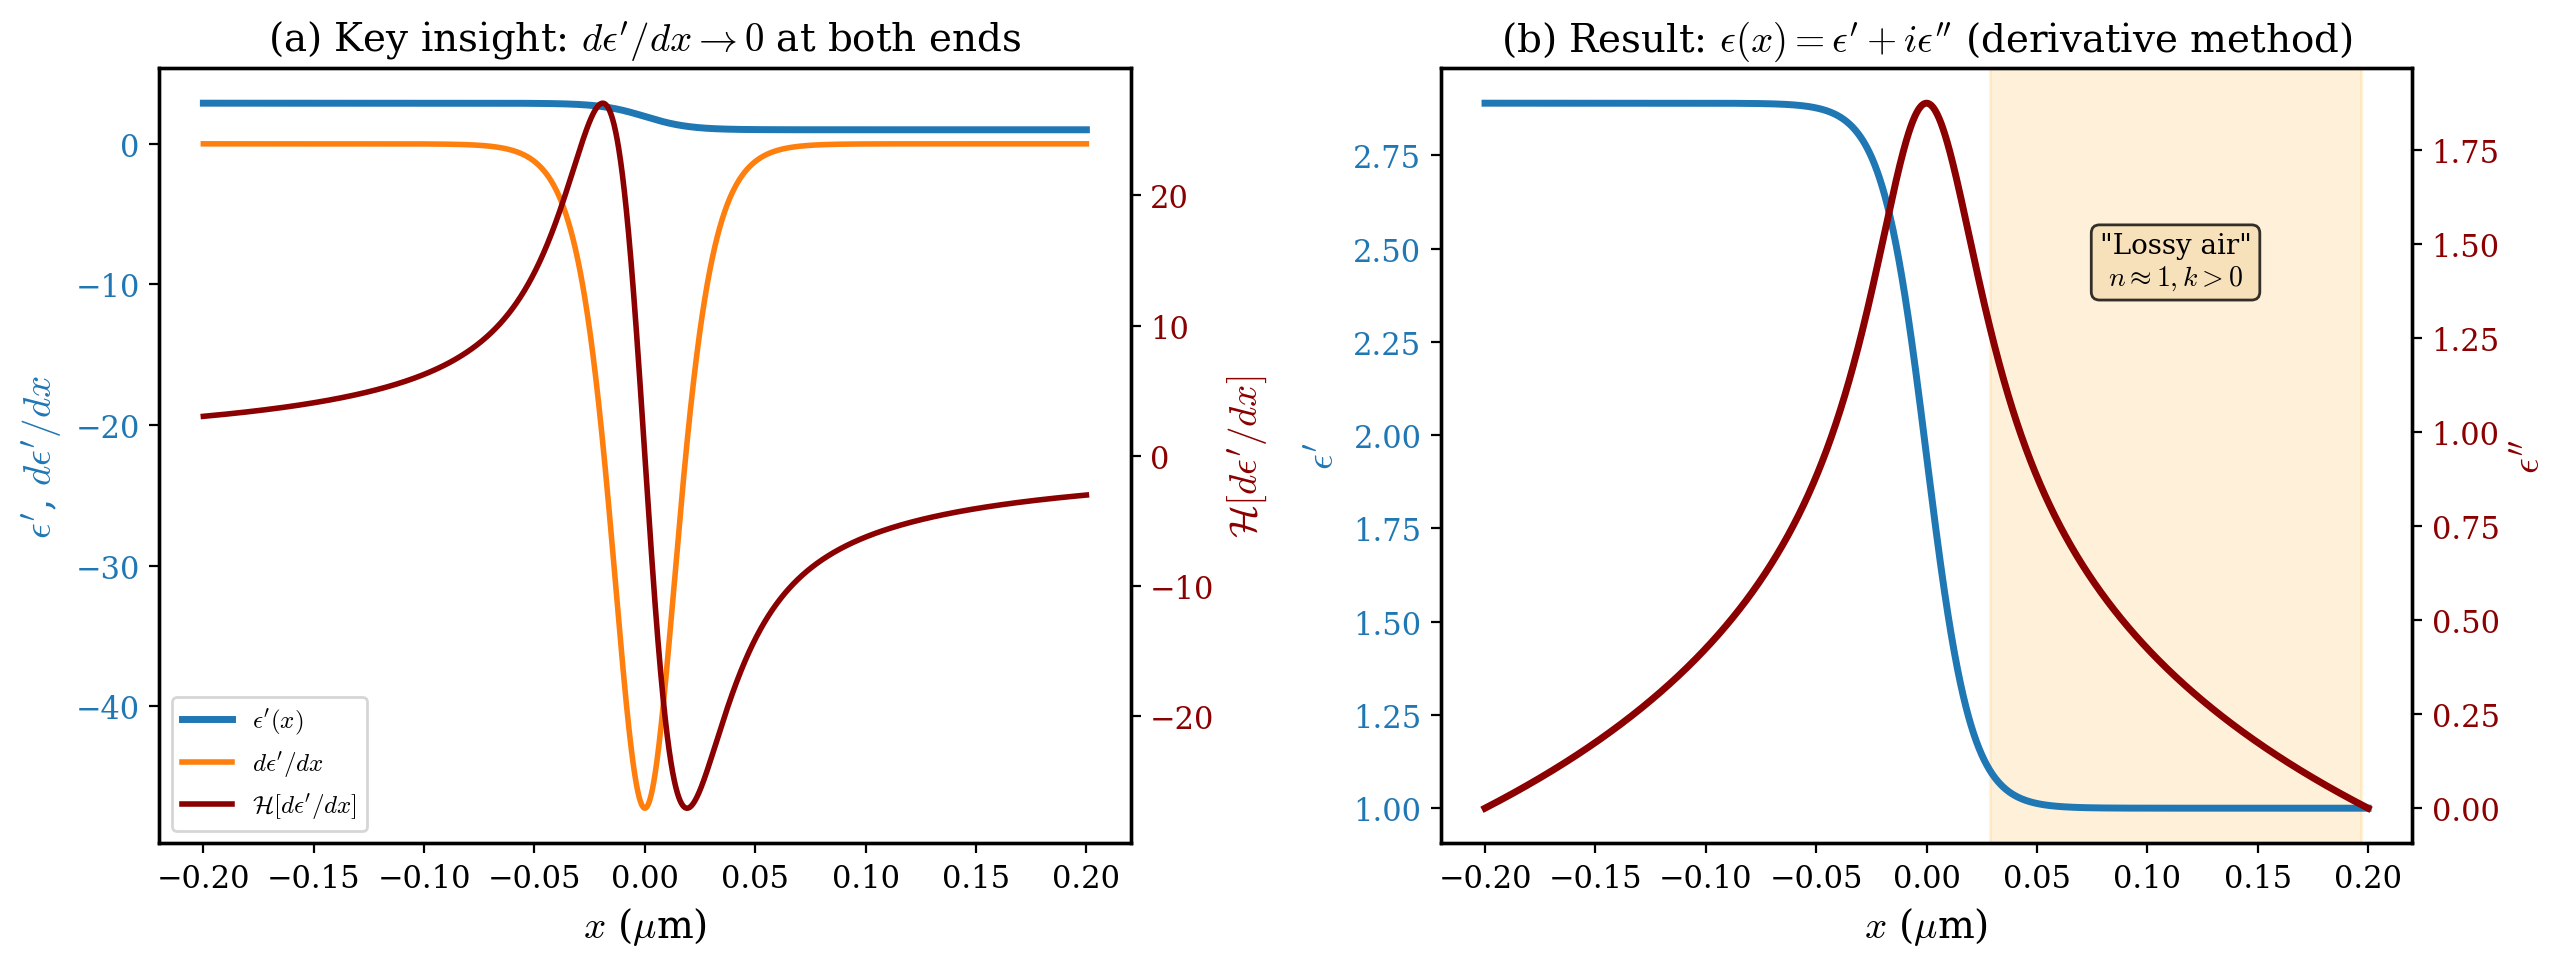 (a) Key insight: dϵ′/dx → 0 at both ends
ϵ′, dϵ′/dx
0
−10
−20
−30
−40
20
10
0
−10
−20
ℋ[dϵ′/dx]
ϵ′(x)
dϵ′/dx
ℋ[dϵ′/dx]
−0.20 −0.15 −0.10 −0.05 0.00 0.05 0.10 0.15 0.20
x (μm)
(b) Result: ϵ(x) = ϵ′ + iϵ″ (derivative method)
ϵ′
2.75
2.50
2.25
2.00
1.75
1.50
1.25
1.00
"Lossy air"
n ≈ 1, k > 0
1.75
1.50
1.25
1.00
0.75
0.50
0.25
0.00
ϵ″
−0.20 −0.15 −0.10 −0.05 0.00 0.05 0.10 0.15 0.20
x (μm)